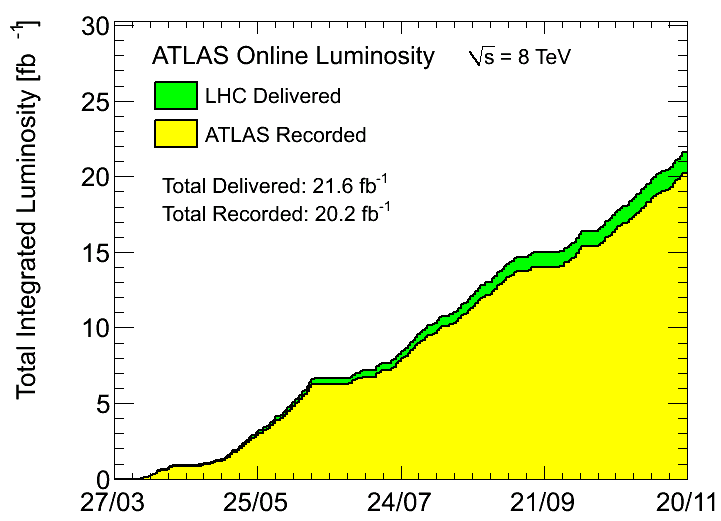 Total Integrated Luminosity [fb⁻¹]
30
25
20
15
10
5
0
ATLAS Online Luminosity √s = 8 TeV
LHC Delivered
ATLAS Recorded
Total Delivered: 21.6 fb⁻¹
Total Recorded: 20.2 fb⁻¹
27/03 25/05 24/07 21/09 20/11